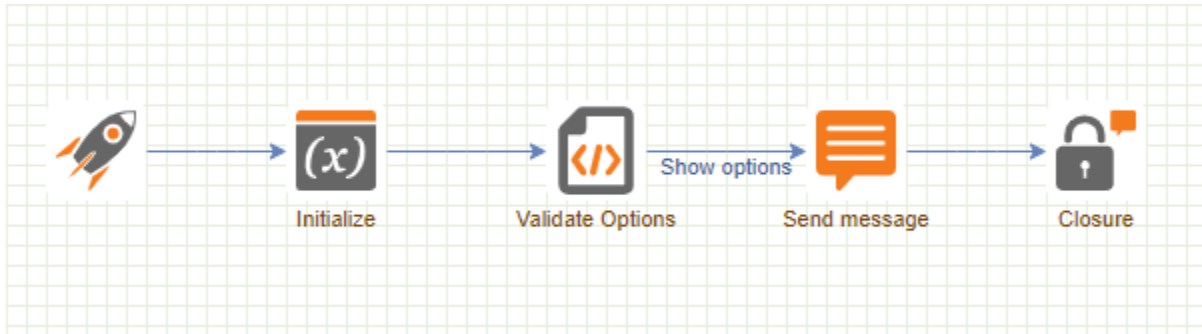 (x)
</>
Show options
Initialize
Validate Options
Send message
Closure